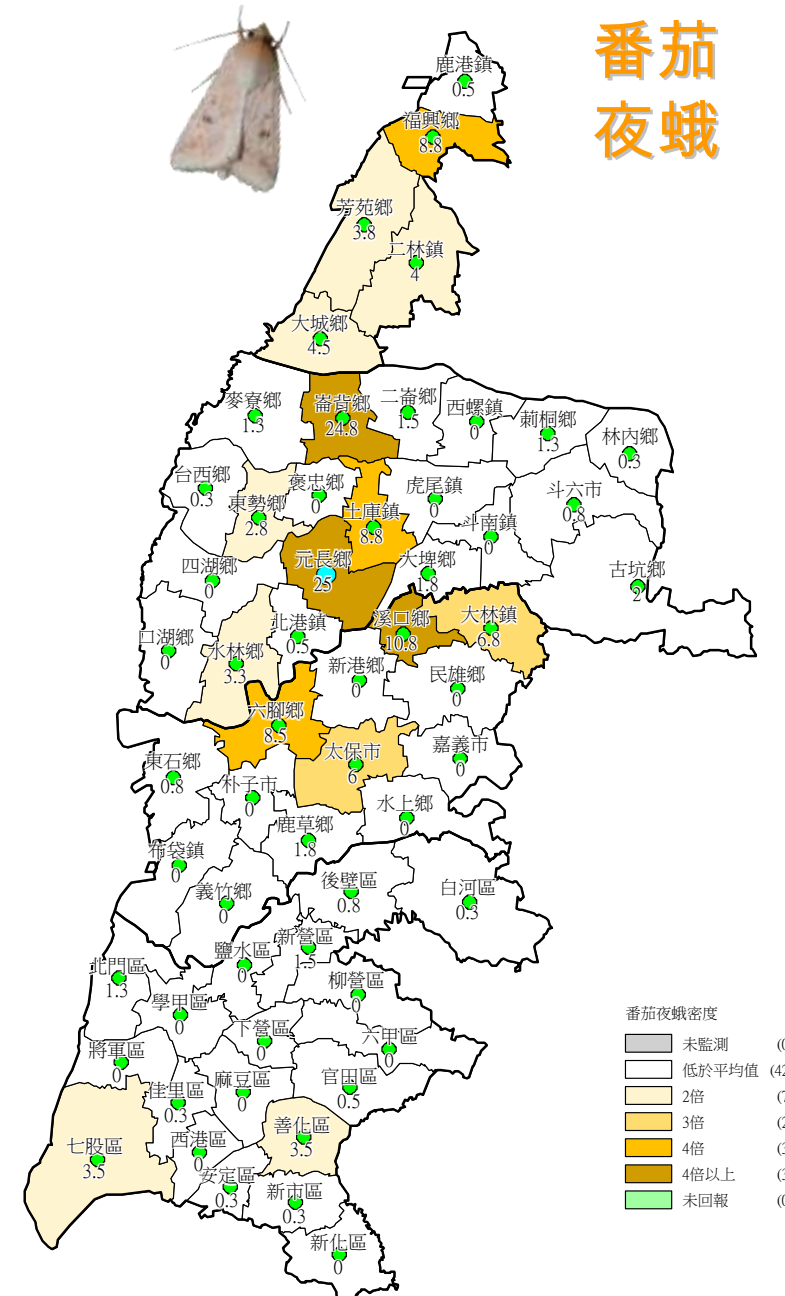 番茄
夜蛾
鹿港鎮
0.5
福興鄉
8.8
芳苑鄉
3.8
二林鎮
4
大城鄉
4.5
麥寮鄉
1.3
崙背鄉
24.8
二崙鄉
1.5
西螺鎮
0
莿桐鄉
1.3
林內鄉
0.3
台西鄉
0.3
東勢鄉
2.8
褒忠鄉
0
土庫鎮
8.8
虎尾鎮
0
斗南鎮
0
斗六市
0.8
四湖鄉
0
元長鄉
25
大埤鄉
1.8
古坑鄉
2
口湖鄉
0
水林鄉
3.3
北港鎮
0.5
溪口鄉
10.8
大林鎮
6.8
新港鄉
0
民雄鄉
0
六腳鄉
8.5
太保市
6
嘉義市
0
東石鄉
0.8
朴子市
0
鹿草鄉
1.8
水上鄉
0
布袋鎮
0
義竹鄉
0
後壁區
0.8
白河區
0.3
北門區
1.3
鹽水區
0
新營區
1.5
柳營區
0
學甲區
0
下營區
0
六甲區
0
將軍區
0
佳里區
0.3
麻豆區
0
官田區
0.5
七股區
3.5
西港區
0
善化區
3.5
安定區
0.3
新市區
0.3
新化區
0
番茄夜蛾密度
未監測 (0
低於平均值 (42
2倍 (7
3倍 (2
4倍 (3
4倍以上 (3
未回報 (0